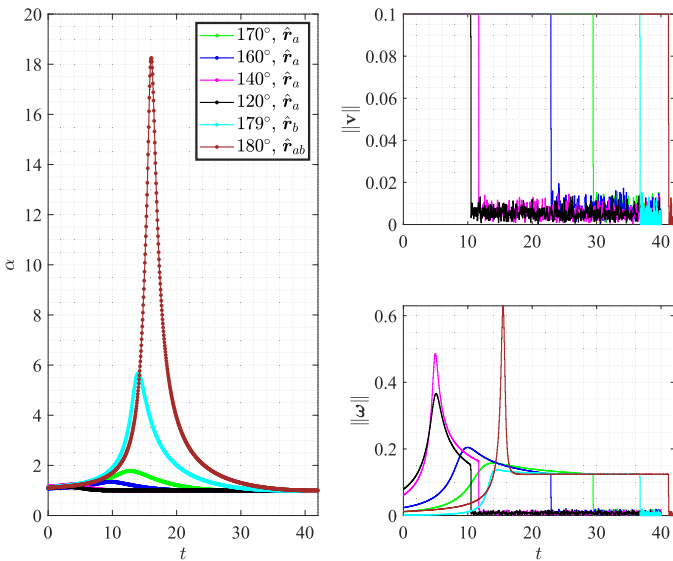 20
18
16
14
12
10
8
6
4
2
0
α
0 10 20 30 40
t
170°, r̂ₐ
160°, r̂ₐ
140°, r̂ₐ
120°, r̂ₐ
179°, r̂_b
180°, r̂_ab
0.1
0.08
0.06
0.04
0.02
0
‖v‖
0 10 20 30 40
0.6
0.4
0.2
0
‖ω‖
0 10 20 30 40
t